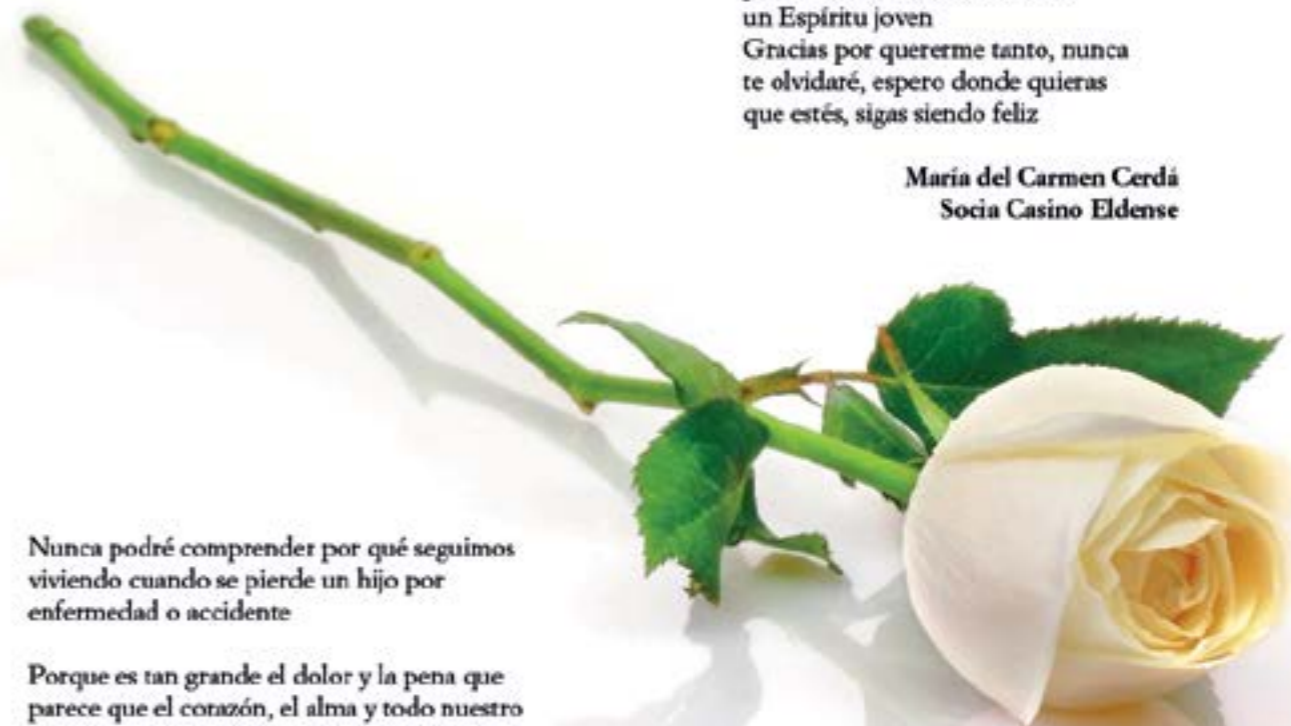 un Espíritu joven
Gracias por quererme tanto, nunca
te olvidaré, espero donde quieras
que estés, sigas siendo feliz
María del Carmen Cerdá
Socia Casino Eldense
Nunca podré comprender por qué seguimos
viviendo cuando se pierde un hijo por
enfermedad o accidente
Porque es tan grande el dolor y la pena que
parece que el corazón, el alma y todo nuestro